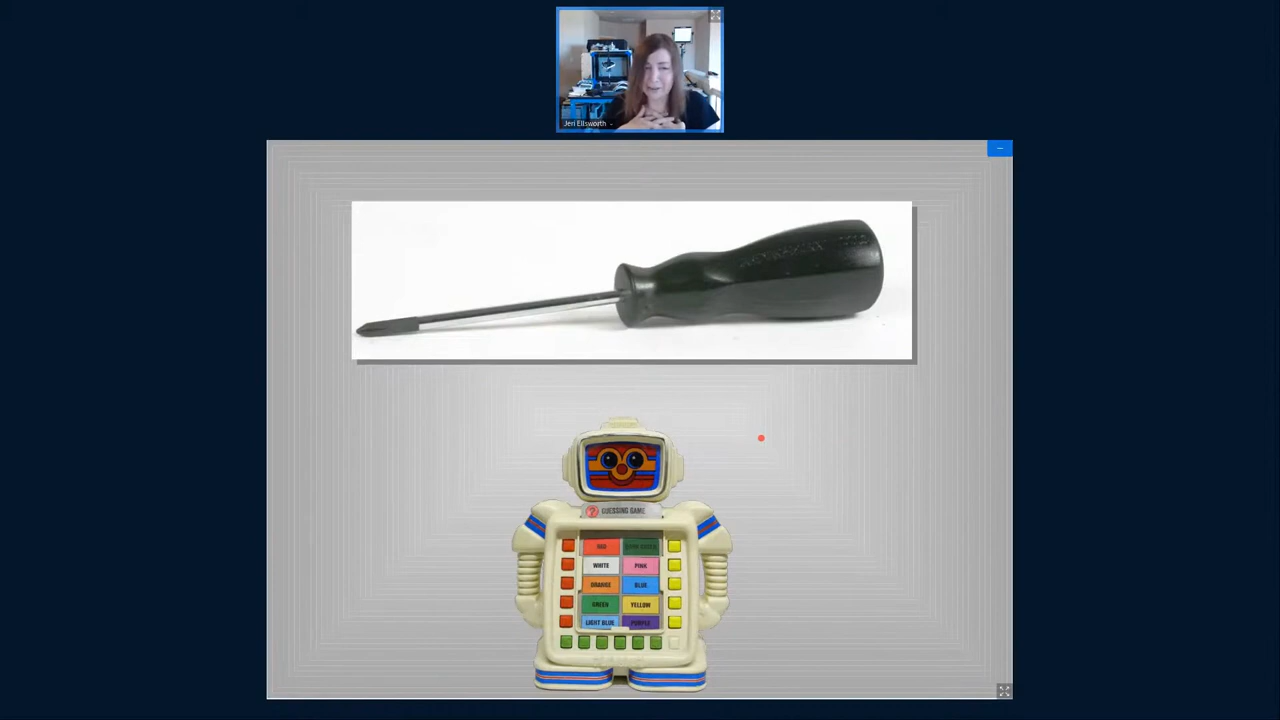 Jeri Ellsworth -
? GUESSING GAME
RED
WHITE PINK
ORANGE BLUE
GREEN YELLOW
LIGHT BLUE PURPLE